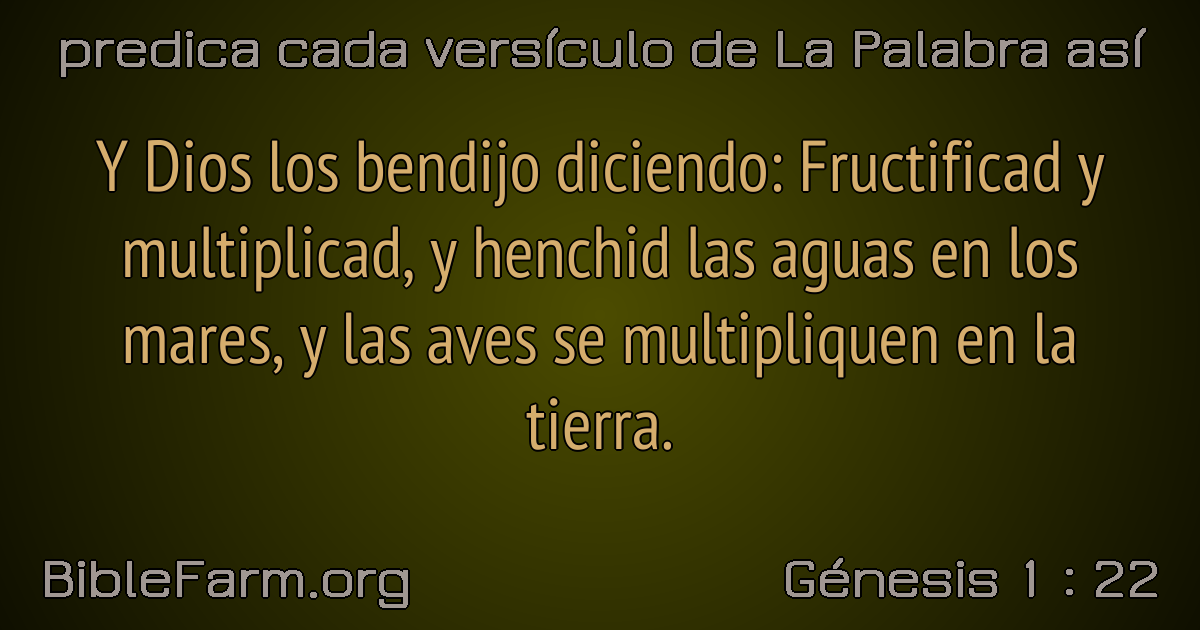 predica cada versículo de La Palabra así
Y Dios los bendijo diciendo: Fructificad y
multiplicad, y henchid las aguas en los
mares, y las aves se multipliquen en la
tierra.
BibleFarm.org
Génesis 1 : 22